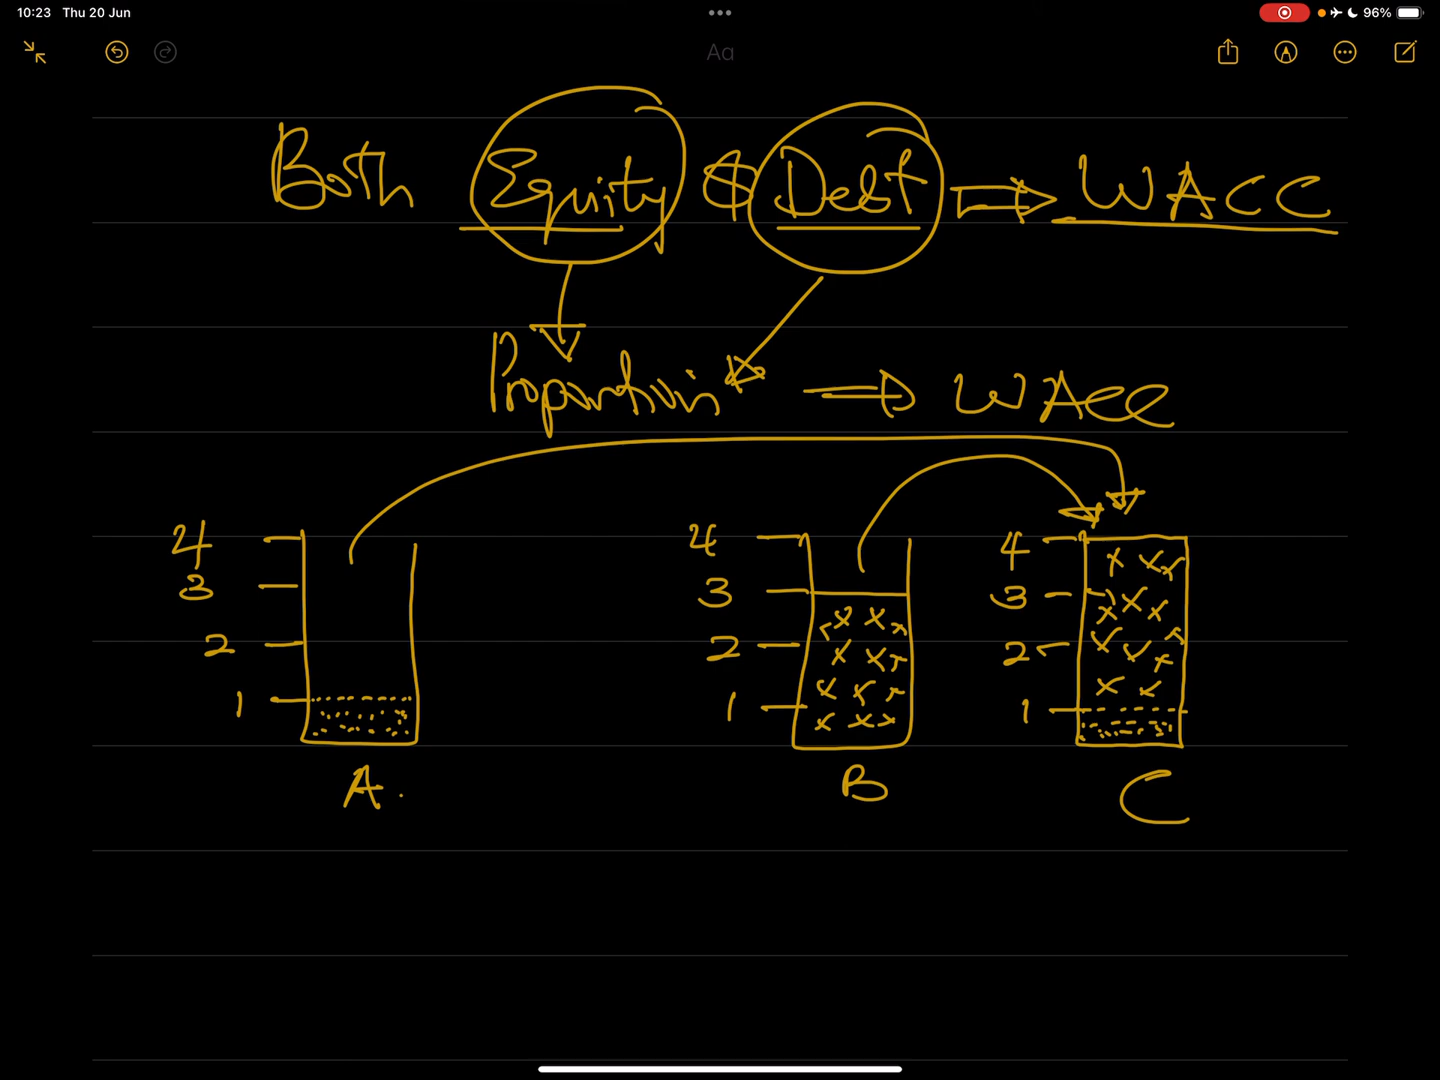 10:23 Thu 20 Jun 96%
Aa
Both Equity & Debt ⇒ WACC
Proportion ⇒ WACC
4 4 4
3 3 3
2 2 2
1 1 1
A. B C